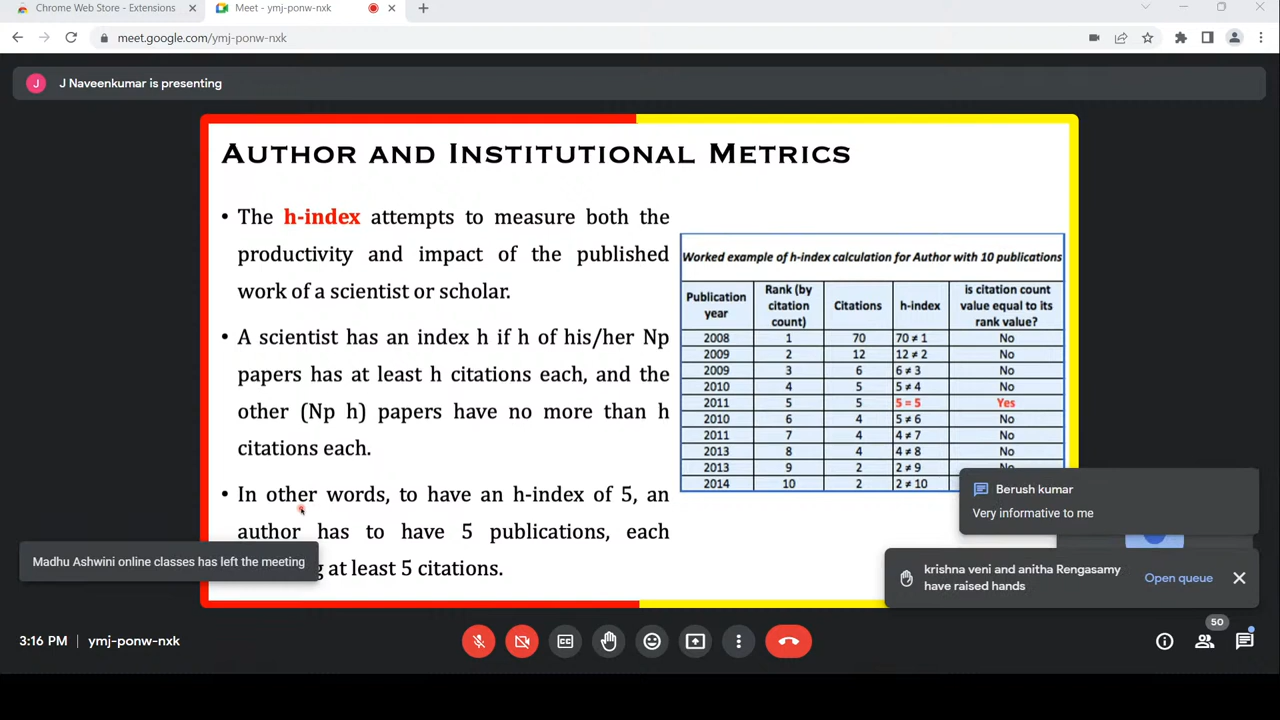 Chrome Web Store - Extensions
Meet - ymj-ponw-nxk
meet.google.com/ymj-ponw-nxk
J
J Naveenkumar is presenting
AUTHOR AND INSTITUTIONAL METRICS
• The h-index attempts to measure both the
productivity and impact of the published
work of a scientist or scholar.
• A scientist has an index h if h of his/her Np
papers has at least h citations each, and the
other (Np h) papers have no more than h
citations each.
• In other words, to have an h-index of 5, an
author has to have 5 publications, each
g at least 5 citations.
Worked example of h-index calculation for Author with 10 publications
Publication year | Rank (by citation count) | Citations | h-index | is citation count value equal to its rank value?
2008 1 70 70 ≠ 1 No
2009 2 12 12 ≠ 2 No
2009 3 6 6 ≠ 3 No
2010 4 5 5 ≠ 4 No
2011 5 5 5 = 5 Yes
2010 6 4 5 ≠ 6 No
2011 7 4 4 ≠ 7 No
2013 8 4 4 ≠ 8 No
2013 9 2 2 ≠ 9 No
2014 10 2 2 ≠ 10
Berush kumar
Very informative to me
Madhu Ashwini online classes has left the meeting
krishna veni and anitha Rengasamy
have raised hands
Open queue
50
3:16 PM ymj-ponw-nxk